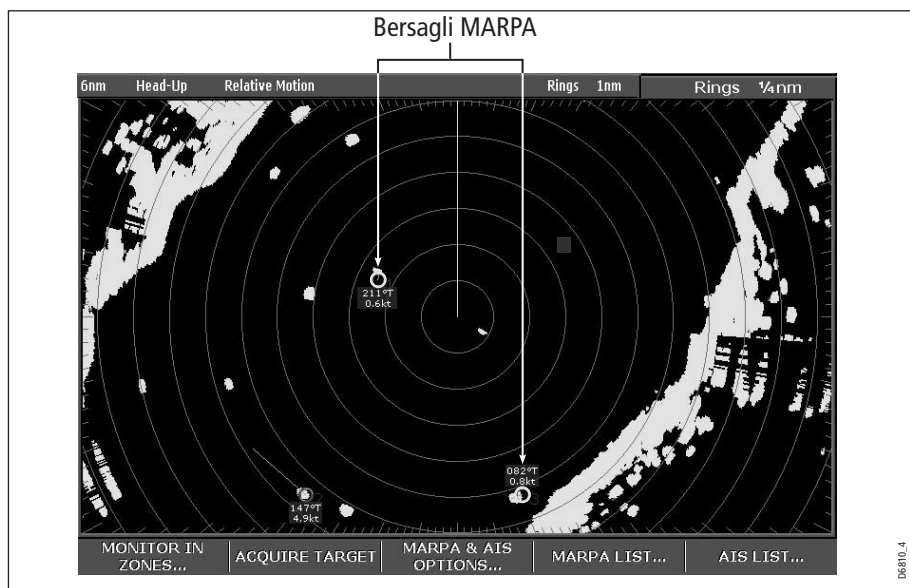 Bersagli MARPA
6nm Head-Up Relative Motion Rings 1nm Rings ¼nm
211°T
0.6kt
082°T
0.8kt
3
147°T
4.9kt
MONITOR IN ZONES...
ACQUIRE TARGET
MARPA & AIS OPTIONS...
MARPA LIST...
AIS LIST...
D6810_4